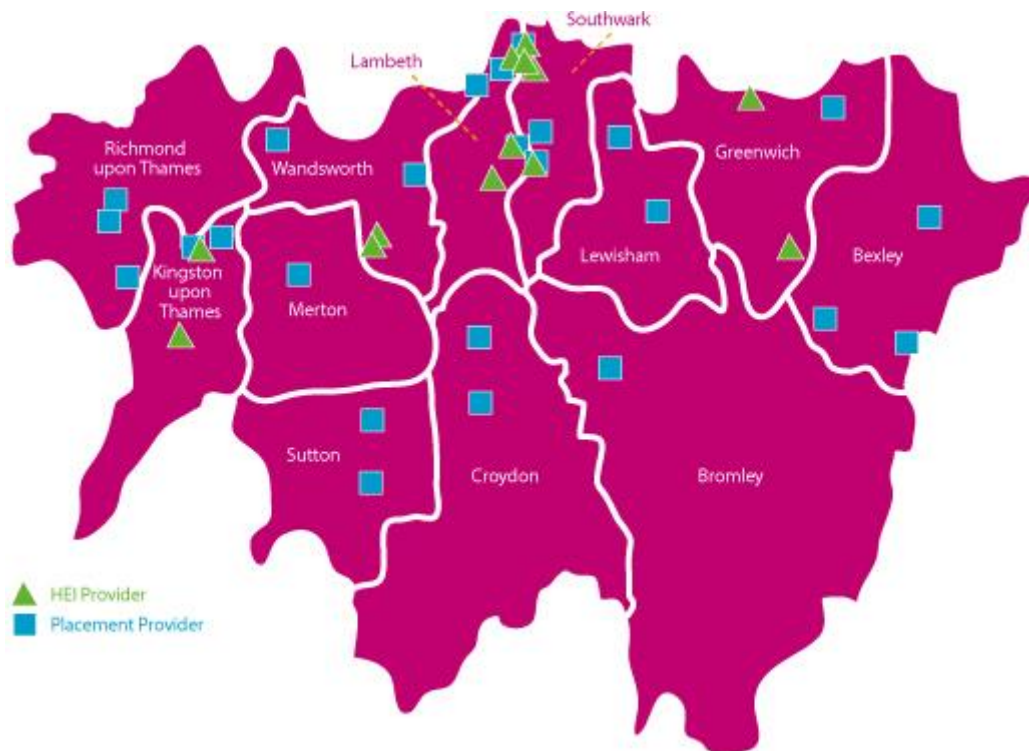 Southwark
Lambeth
Richmond
upon Thames
Wandsworth
Greenwich
Lewisham
Bexley
Kingston
upon
Thames
Merton
Sutton
Croydon
Bromley
HEI Provider
Placement Provider